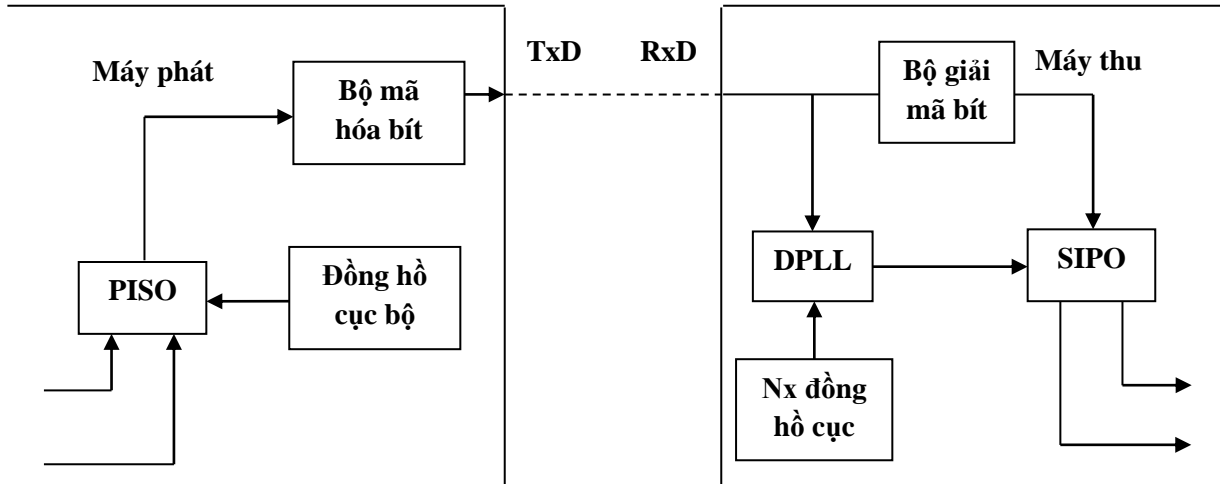 Máy phát
Bộ mã
hóa bít
TxD
RxD
Bộ giải
mã bít
Máy thu
PISO
Đồng hồ
cục bộ
DPLL
SIPO
Nx đồng
hồ cục